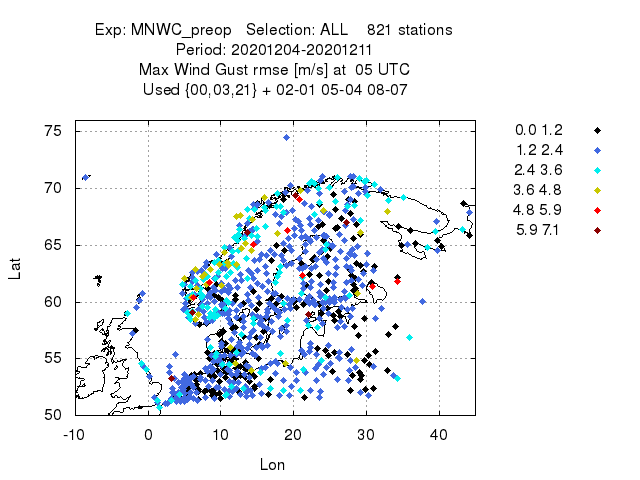 Exp: MNWC_preop   Selection: ALL    821 stations
Period: 20201204-20201211
Max Wind Gust rmse [m/s] at  05 UTC
Used {00,03,21} + 02-01 05-04 08-07
0.0 1.2
1.2 2.4
2.4 3.6
3.6 4.8
4.8 5.9
5.9 7.1
75
70
65
60
55
50
Lat
-10 0 10 20 30 40
Lon